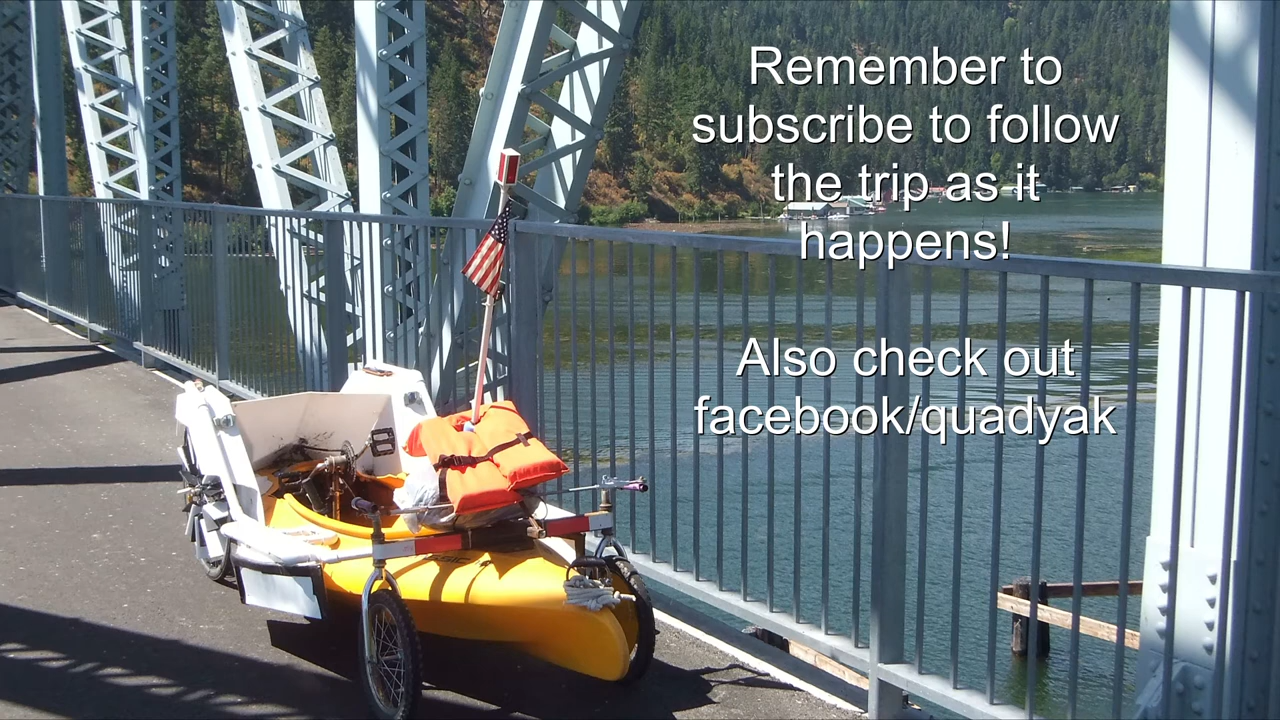 Remember to
subscribe to follow
the trip as it
happens!
Also check out
facebook/quadyak